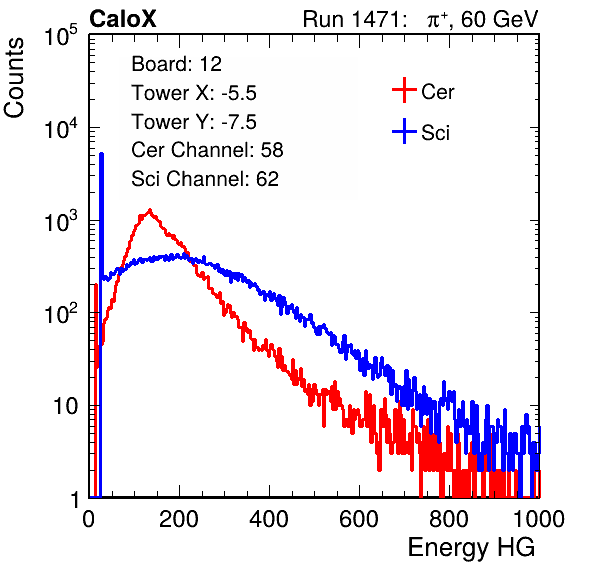 CaloX Run 1471: π⁺, 60 GeV
Counts
10⁵
10⁴
10³
10²
10
1
Board: 12
Tower X: -5.5
Tower Y: -7.5
Cer Channel: 58
Sci Channel: 62
Cer
Sci
0 200 400 600 800 1000
Energy HG